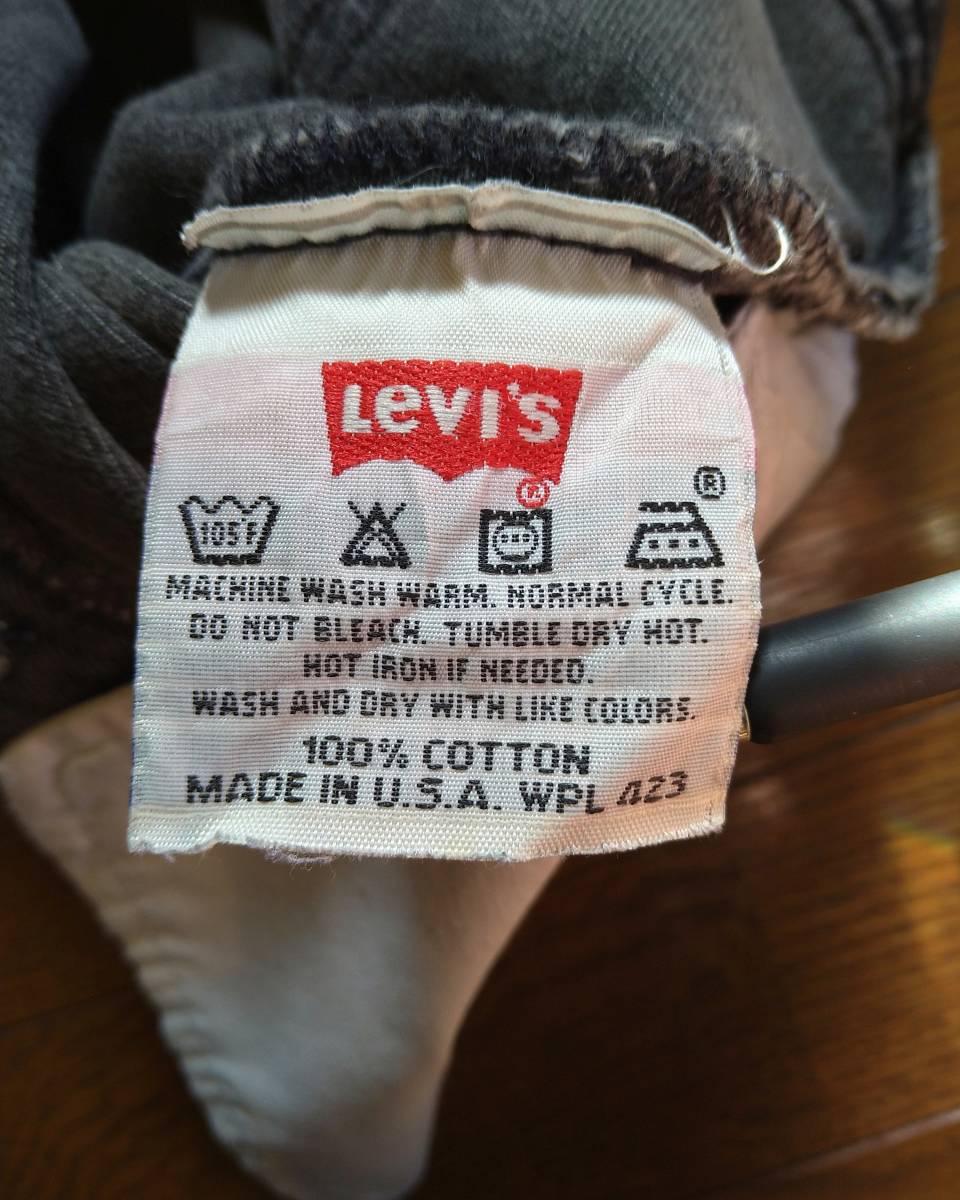 Levi's
®
105F
MACHINE WASH WARM. NORMAL CYCLE.
DO NOT BLEACH. TUMBLE DRY HOT.
HOT IRON IF NEEDED.
WASH AND DRY WITH LIKE COLORS.
100% COTTON
MADE IN U.S.A. WPL 423